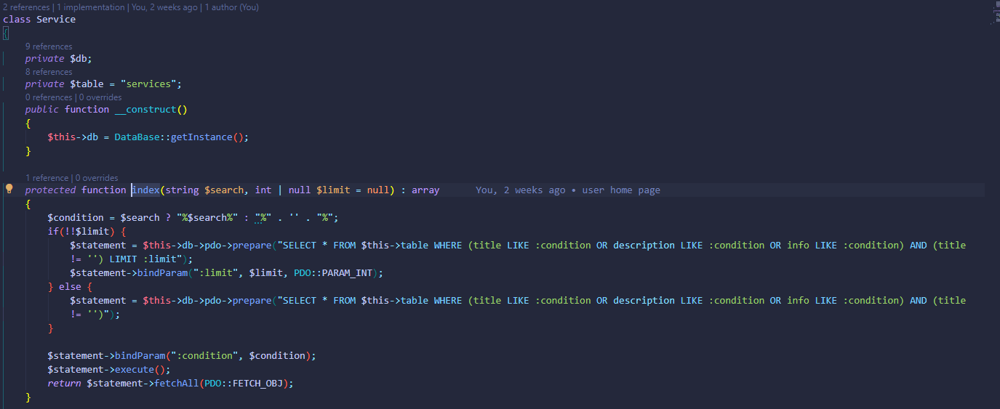 2 references | 1 implementation | You, 2 weeks ago | 1 author (You)
class Service
{
9 references
private $db;
8 references
private $table = "services";
0 references | 0 overrides
public function __construct()
{
$this->db = DataBase::getInstance();
}
1 reference | 0 overrides
protected function index(string $search, int | null $limit = null) : array You, 2 weeks ago • user home page
{
$condition = $search ? "%$search%" : "%" . '' . "%";
if(!!$limit) {
$statement = $this->db->pdo->prepare("SELECT * FROM $this->table WHERE (title LIKE :condition OR description LIKE :condition OR info LIKE :condition) AND (title
!= '') LIMIT :limit");
$statement->bindParam(":limit", $limit, PDO::PARAM_INT);
} else {
$statement = $this->db->pdo->prepare("SELECT * FROM $this->table WHERE (title LIKE :condition OR description LIKE :condition OR info LIKE :condition) AND (title
!= '')");
}
$statement->bindParam(":condition", $condition);
$statement->execute();
return $statement->fetchAll(PDO::FETCH_OBJ);
}